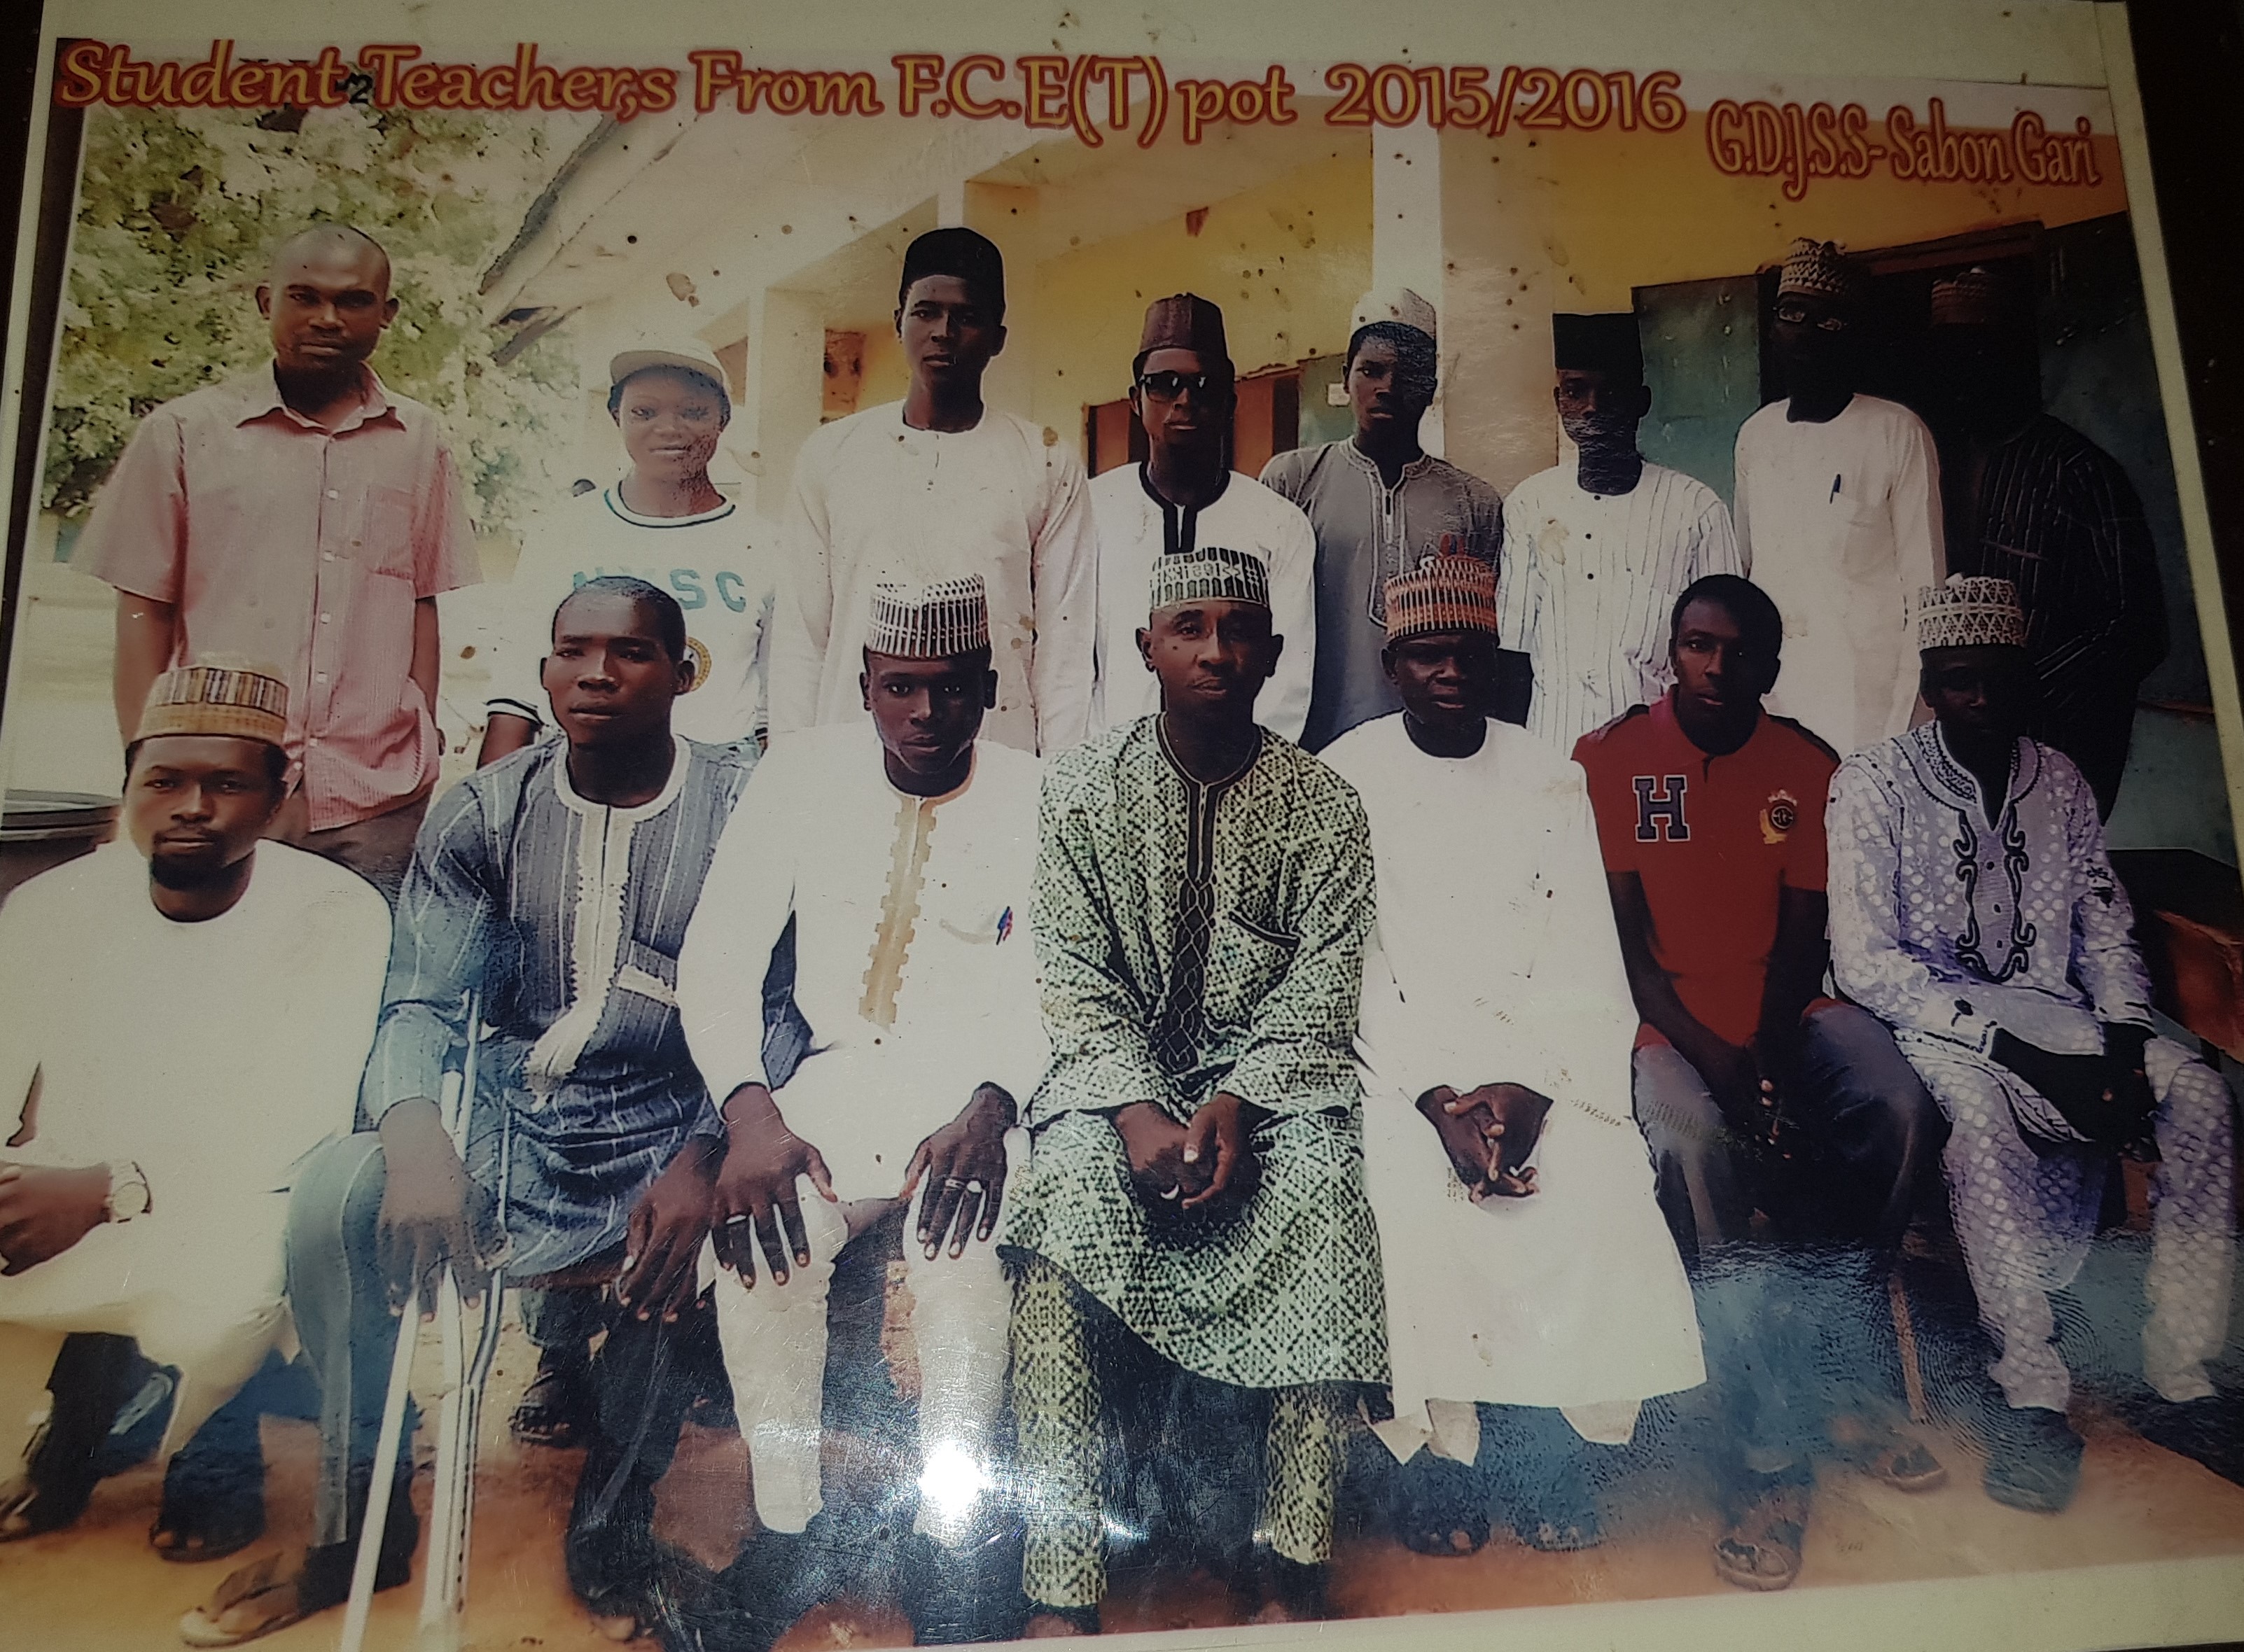 Student Teacher,s From F.C.E(T) pot 2015/2016
G.D.J.S.S- Sabon Gari
NYSC
H